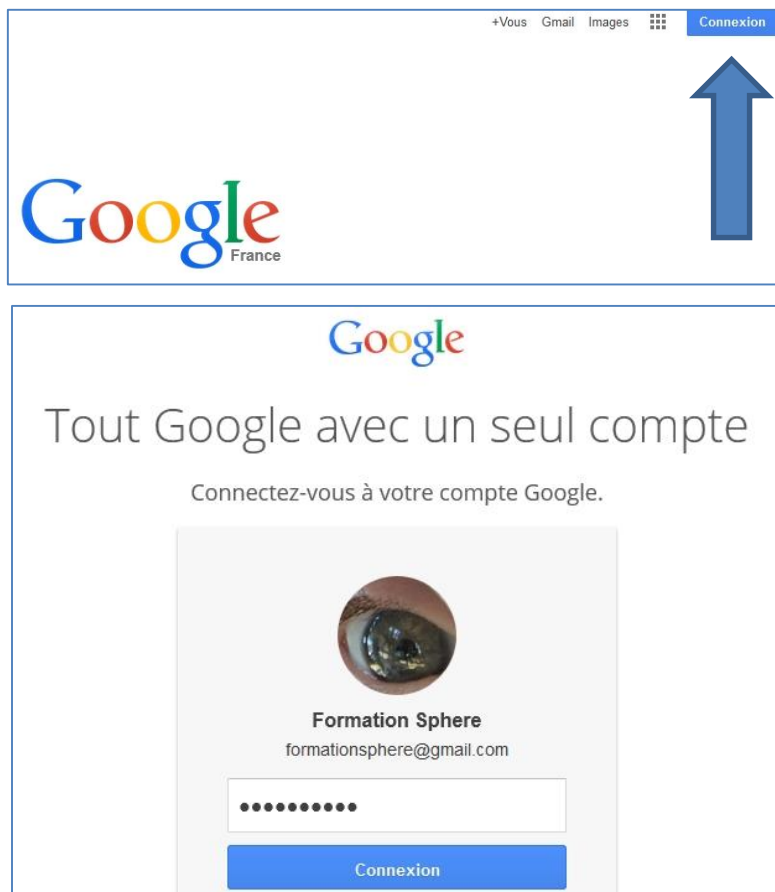 +Vous Gmail Images Connexion
Google
France
Google
Tout Google avec un seul compte
Connectez-vous à votre compte Google.
Formation Sphere
formationsphere@gmail.com
••••••••••
Connexion